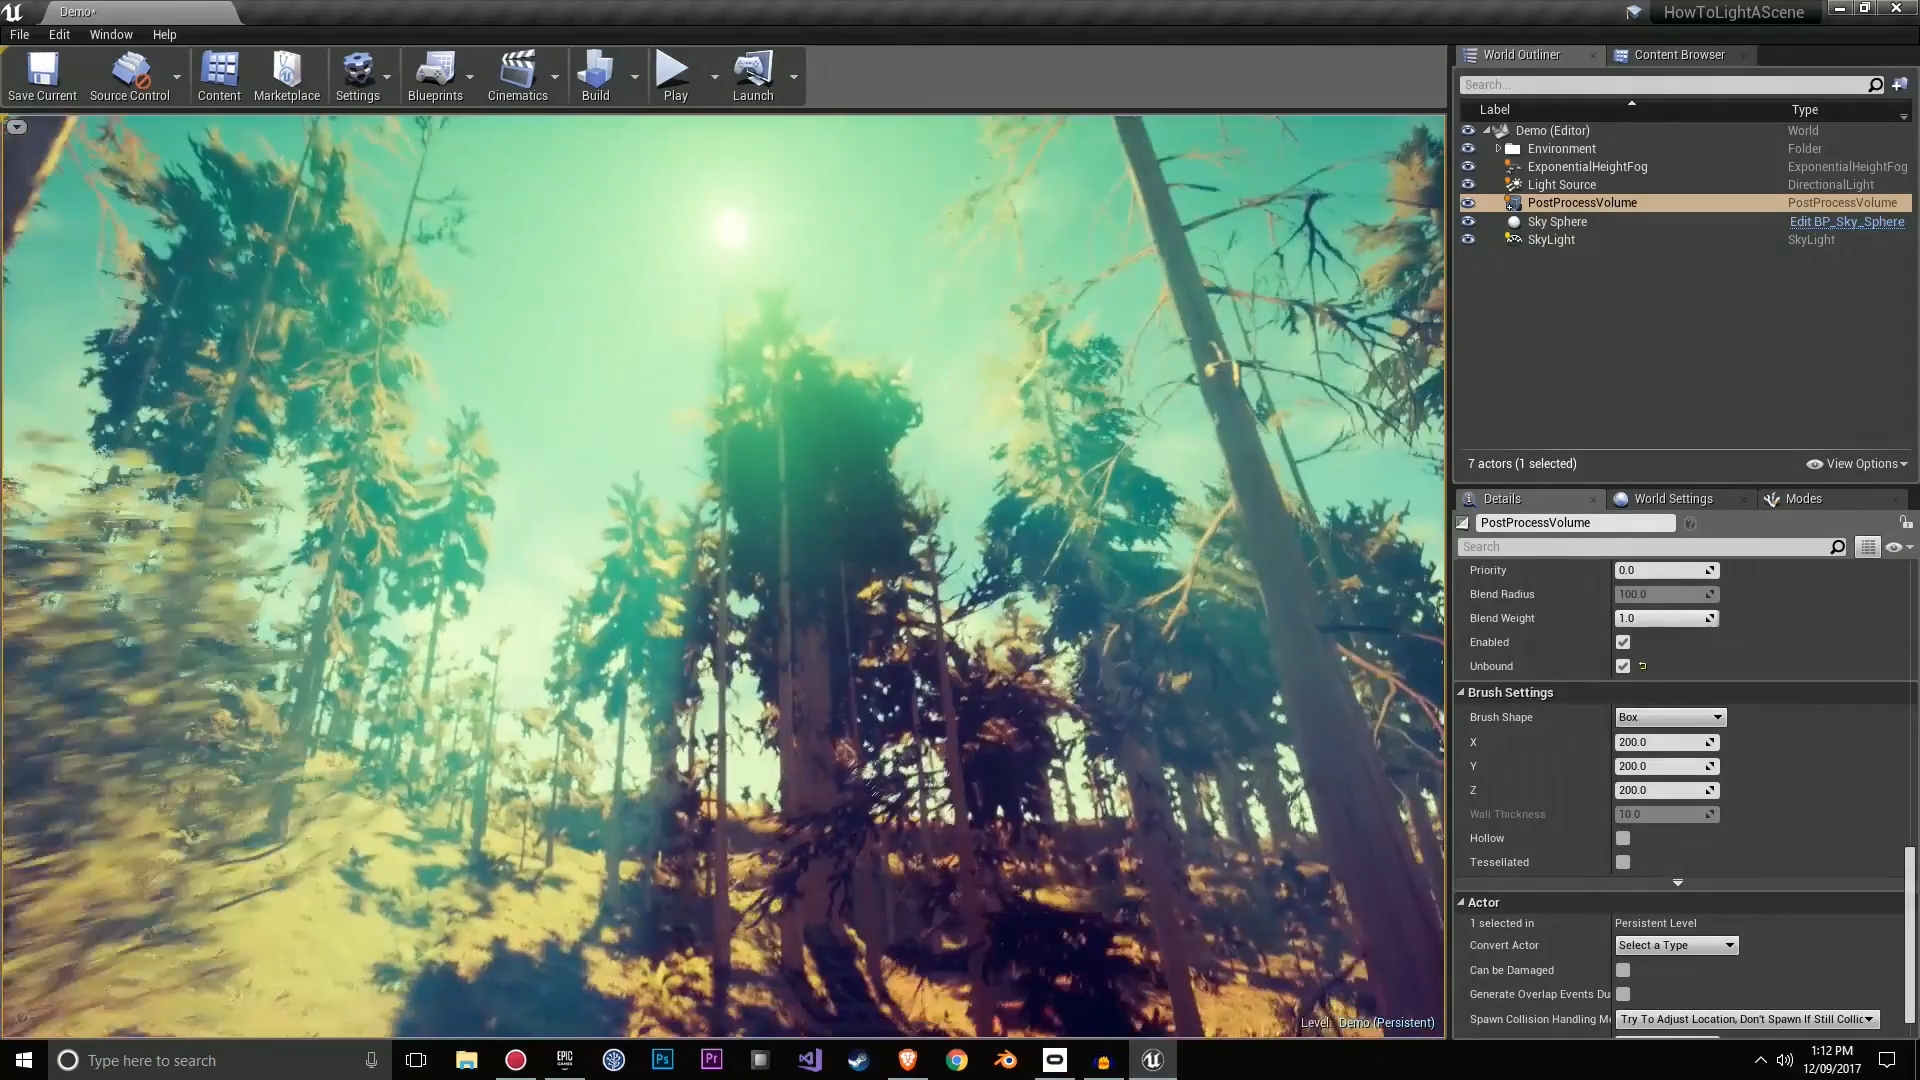 Demo*
HowToLightAScene
File Edit Window Help
Save Current Source Control Content Marketplace Settings Blueprints Cinematics Build Play Launch
World Outliner Content Browser
Search...
Label Type
Demo (Editor) World
Environment Folder
ExponentialHeightFog ExponentialHeightFog
Light Source DirectionalLight
PostProcessVolume PostProcessVolume
Sky Sphere Edit BP_Sky_Sphere
SkyLight SkyLight
7 actors (1 selected) View Options
Details World Settings Modes
PostProcessVolume
Search
Priority 0.0
Blend Radius 100.0
Blend Weight 1.0
Enabled
Unbound
Brush Settings
Brush Shape Box
X 200.0
Y 200.0
Z 200.0
Wall Thickness 10.0
Hollow
Tessellated
Actor
1 selected in Persistent Level
Convert Actor Select a Type
Can be Damaged
Generate Overlap Events Du
Spawn Collision Handling Me Try To Adjust Location, Don't Spawn If Still Collic
Level: Demo (Persistent)
Type here to search
EPIC GAMES
Ps
Pr
1:12 PM
12/09/2017